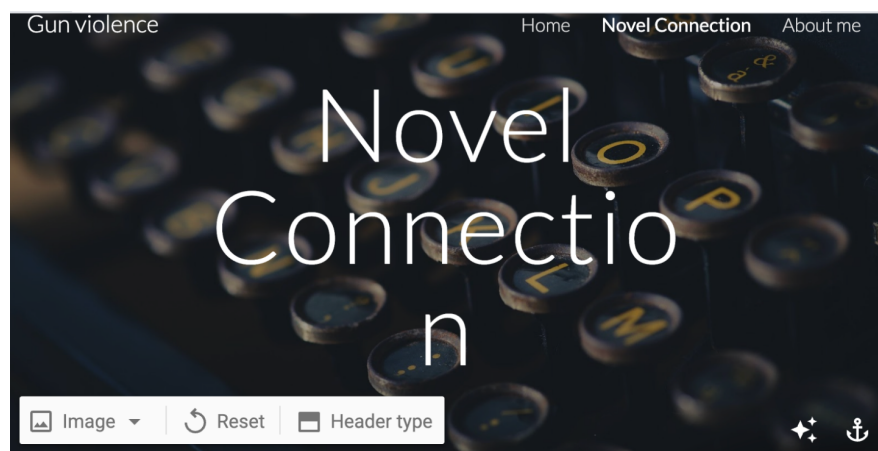 Gun violence
Home Novel Connection About me
Novel
Connectio
n
U
I
& 
O
J
P
K
L
N
M
Image
Reset
Header type